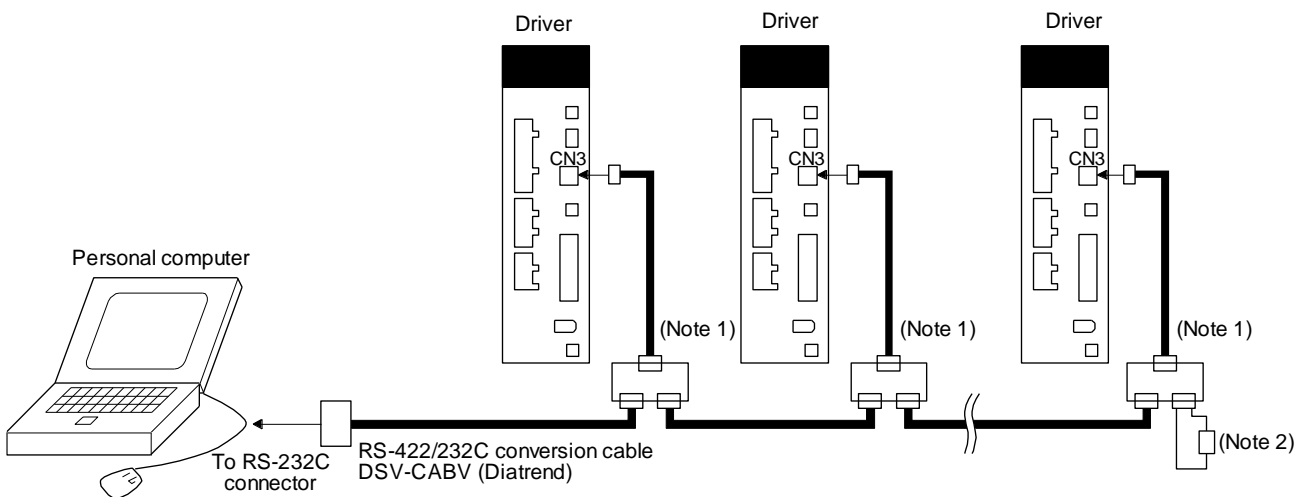 Driver
Driver
Driver
CN3
CN3
CN3
Personal computer
(Note 1)
(Note 1)
(Note 1)
To RS-232C
connector
RS-422/232C conversion cable
DSV-CABV (Diatrend)
(Note 2)